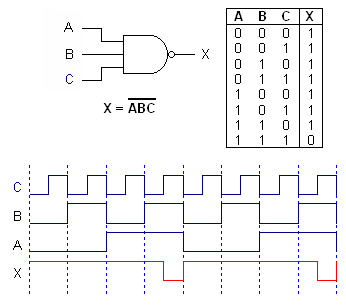 A
B
C
X
X = A̅B̅C̅
A B C X
0 0 0 1
0 0 1 1
0 1 0 1
0 1 1 1
1 0 0 1
1 0 1 1
1 1 0 1
1 1 1 0
C
B
A
X